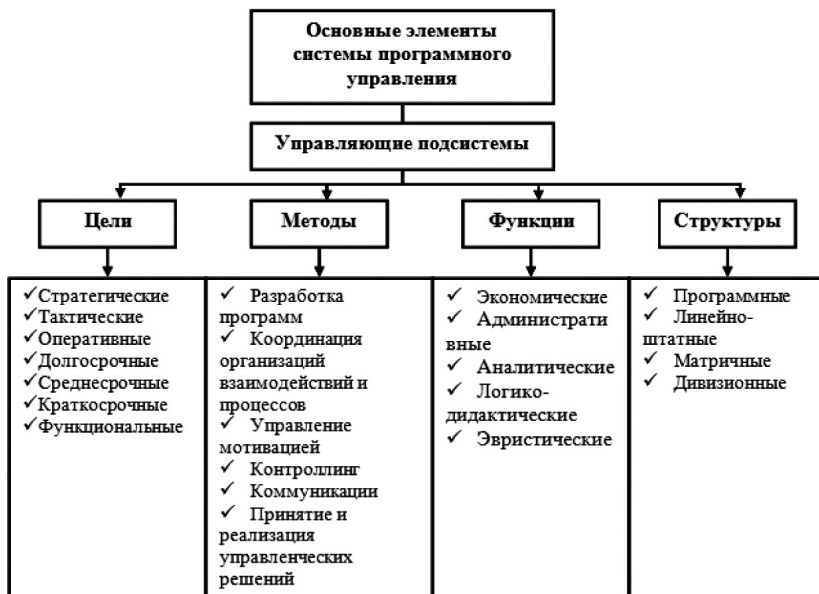 Основные элементы
системы программного
управления
Управляющие подсистемы
Цели
Методы
Функции
Структуры
✓Стратегические
✓Тактические
✓Оперативные
✓Долгосрочные
✓Среднесрочные
✓Краткосрочные
✓Функциональные
✓ Разработка
программ
✓ Координация
организаций
взаимодействий и
процессов
✓ Управление
мотивацией
✓ Контроллинг
✓ Коммуникации
✓ Принятие и
реализация
управленческих
решений
✓ Экономические
✓ Административ
ные
✓ Аналитические
✓ Логико-
дидактические
✓ Эвристические
✓ Программные
✓ Линейно-
штатные
✓ Матричные
✓ Дивизионные